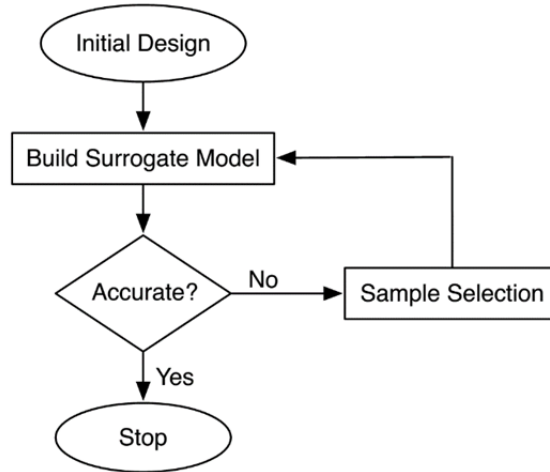 Initial Design
Build Surrogate Model
Accurate?
No
Sample Selection
Yes
Stop